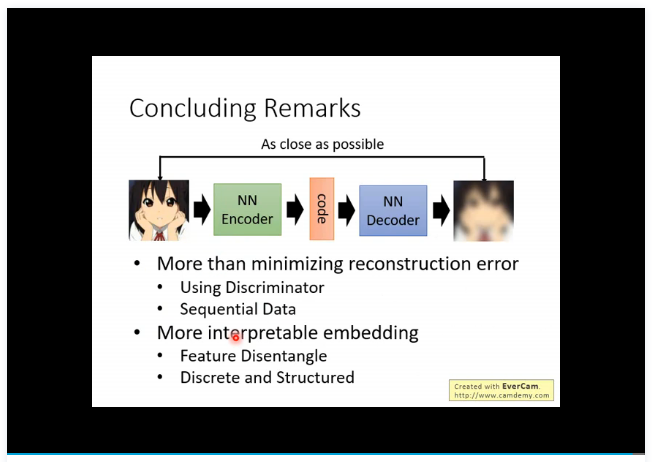 Concluding Remarks
As close as possible
NN
Encoder
code
NN
Decoder
• More than minimizing reconstruction error
• Using Discriminator
• Sequential Data
• More interpretable embedding
• Feature Disentangle
• Discrete and Structured
Created with EverCam.
http://www.camdemy.com